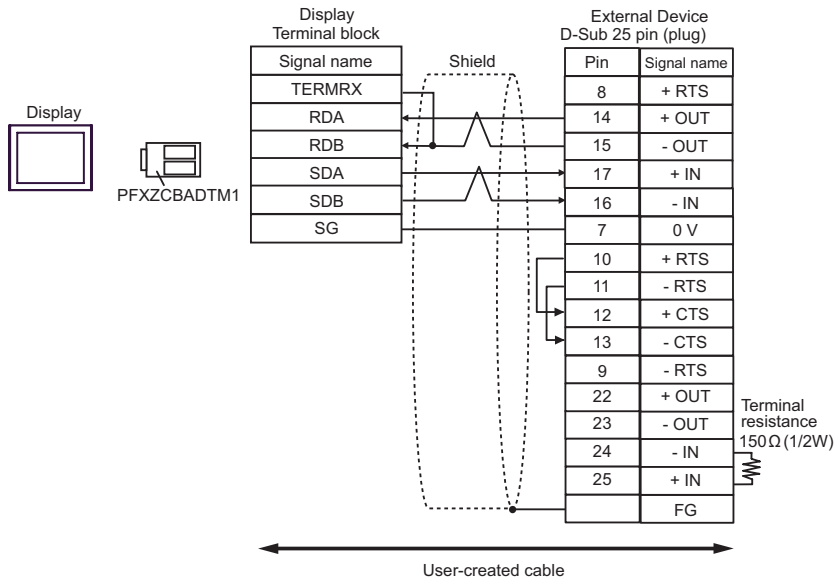 Display
Terminal block
External Device
D-Sub 25 pin (plug)
Signal name
Shield
Pin
Signal name
TERMRX
8
+ RTS
Display
RDA
14
+ OUT
RDB
15
- OUT
SDA
17
+ IN
PFXZCBADTM1
SDB
16
- IN
SG
7
0 V
10
+ RTS
11
- RTS
12
+ CTS
13
- CTS
9
- RTS
22
+ OUT
23
- OUT
24
- IN
25
+ IN
FG
Terminal
resistance
150Ω(1/2W)
User-created cable